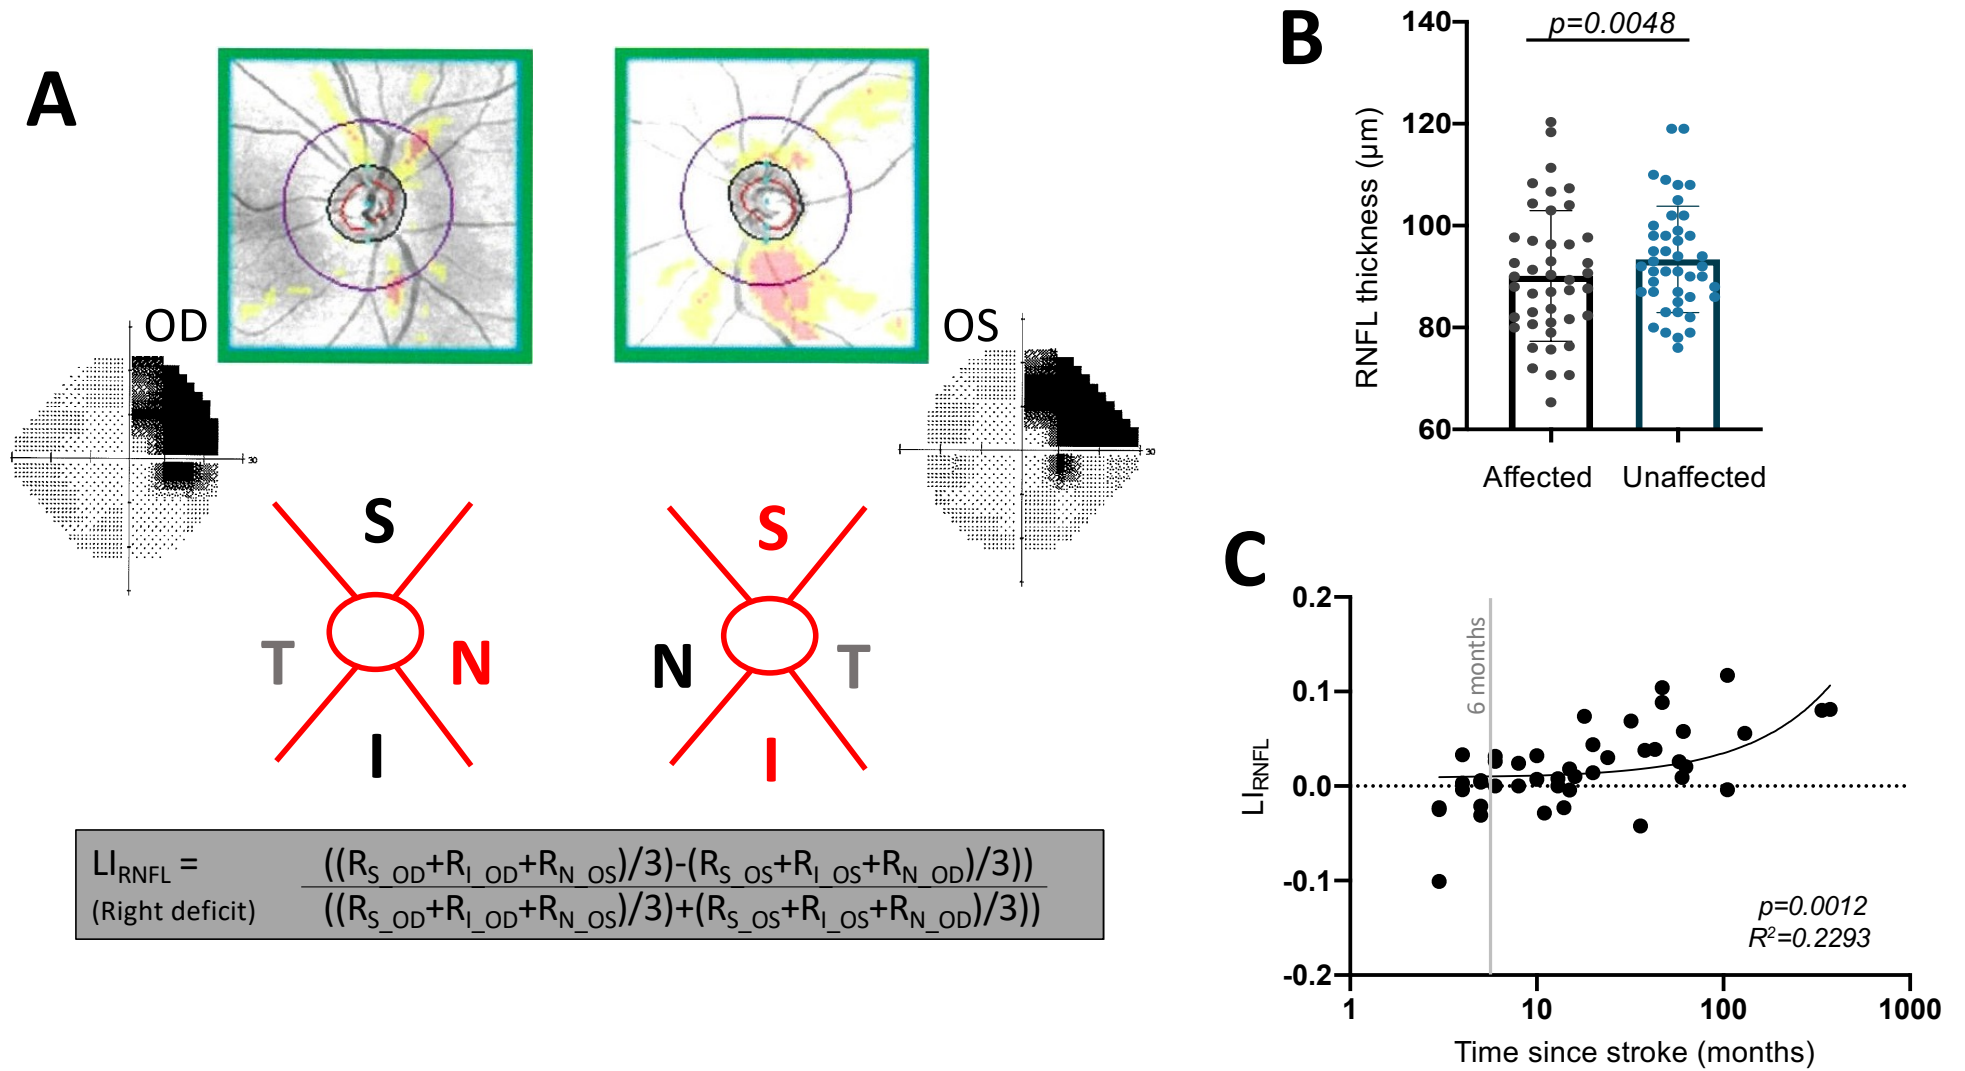 A
OD
OS
30
30
S
T
N
I
S
N
T
I
LIRNFL =
(Right deficit)
((RS_OD+RI_OD+RN_OS)/3)-(RS_OS+RI_OS+RN_OD)/3))
((RS_OD+RI_OD+RN_OS)/3)+(RS_OS+RI_OS+RN_OD)/3))
B
p=0.0048
RNFL thickness (µm)
140
120
100
80
60
Affected
Unaffected
C
LIRNFL
0.2
0.1
0.0
-0.1
-0.2
6 months
p=0.0012
R²=0.2293
1
10
100
1000
Time since stroke (months)